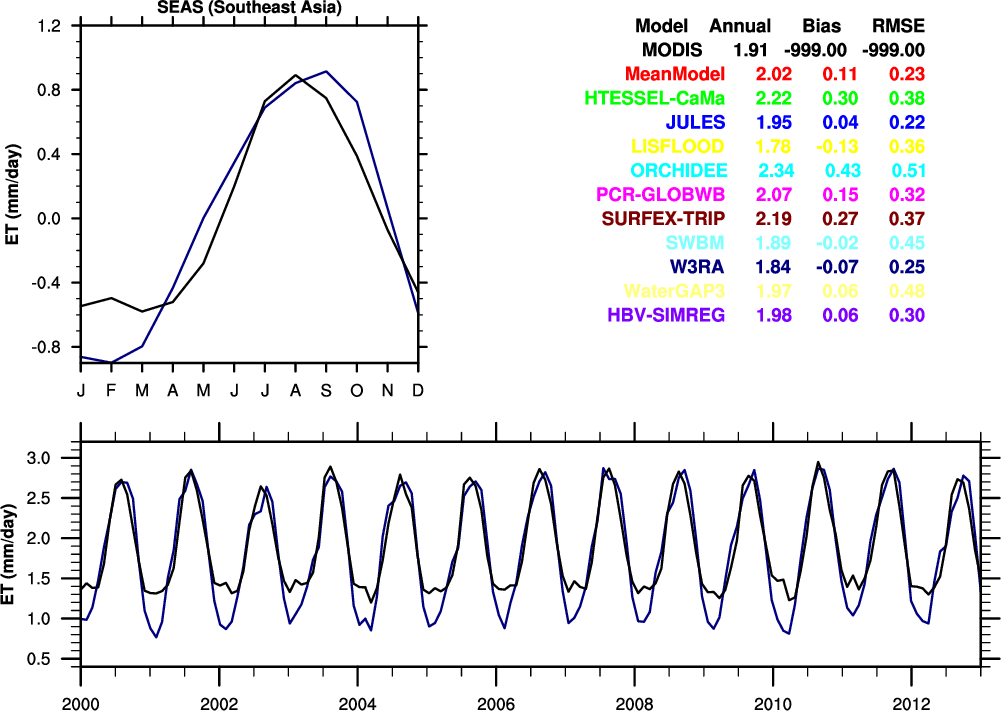 SEAS (Southeast Asia)
1.2
0.8
0.4
0.0
-0.4
-0.8
ET (mm/day)
J F M A M J J A S O N D
Model Annual Bias RMSE
MODIS 1.91 -999.00 -999.00
MeanModel 2.02 0.11 0.23
HTESSEL-CaMa 2.22 0.30 0.38
JULES 1.95 0.04 0.22
LISFLOOD 1.78 -0.13 0.36
ORCHIDEE 2.34 0.43 0.51
PCR-GLOBWB 2.07 0.15 0.32
SURFEX-TRIP 2.19 0.27 0.37
SWBM 1.89 -0.02 0.45
W3RA 1.84 -0.07 0.25
WaterGAP3 1.97 0.06 0.48
HBV-SIMREG 1.98 0.06 0.30
3.0
2.5
2.0
1.5
1.0
0.5
ET (mm/day)
2000 2002 2004 2006 2008 2010 2012